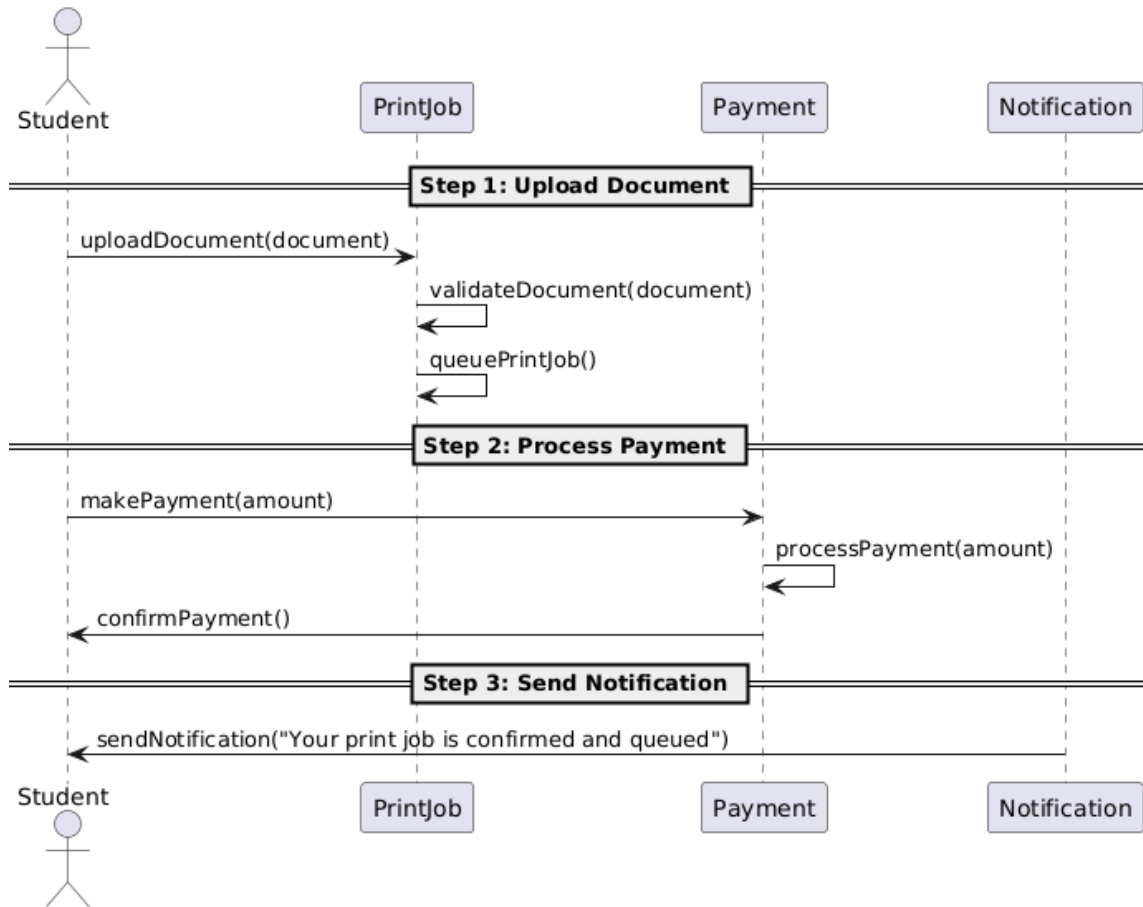 Student
PrintJob
Payment
Notification
Step 1: Upload Document
uploadDocument(document)
validateDocument(document)
queuePrintJob()
Step 2: Process Payment
makePayment(amount)
processPayment(amount)
confirmPayment()
Step 3: Send Notification
sendNotification("Your print job is confirmed and queued")
Student
PrintJob
Payment
Notification